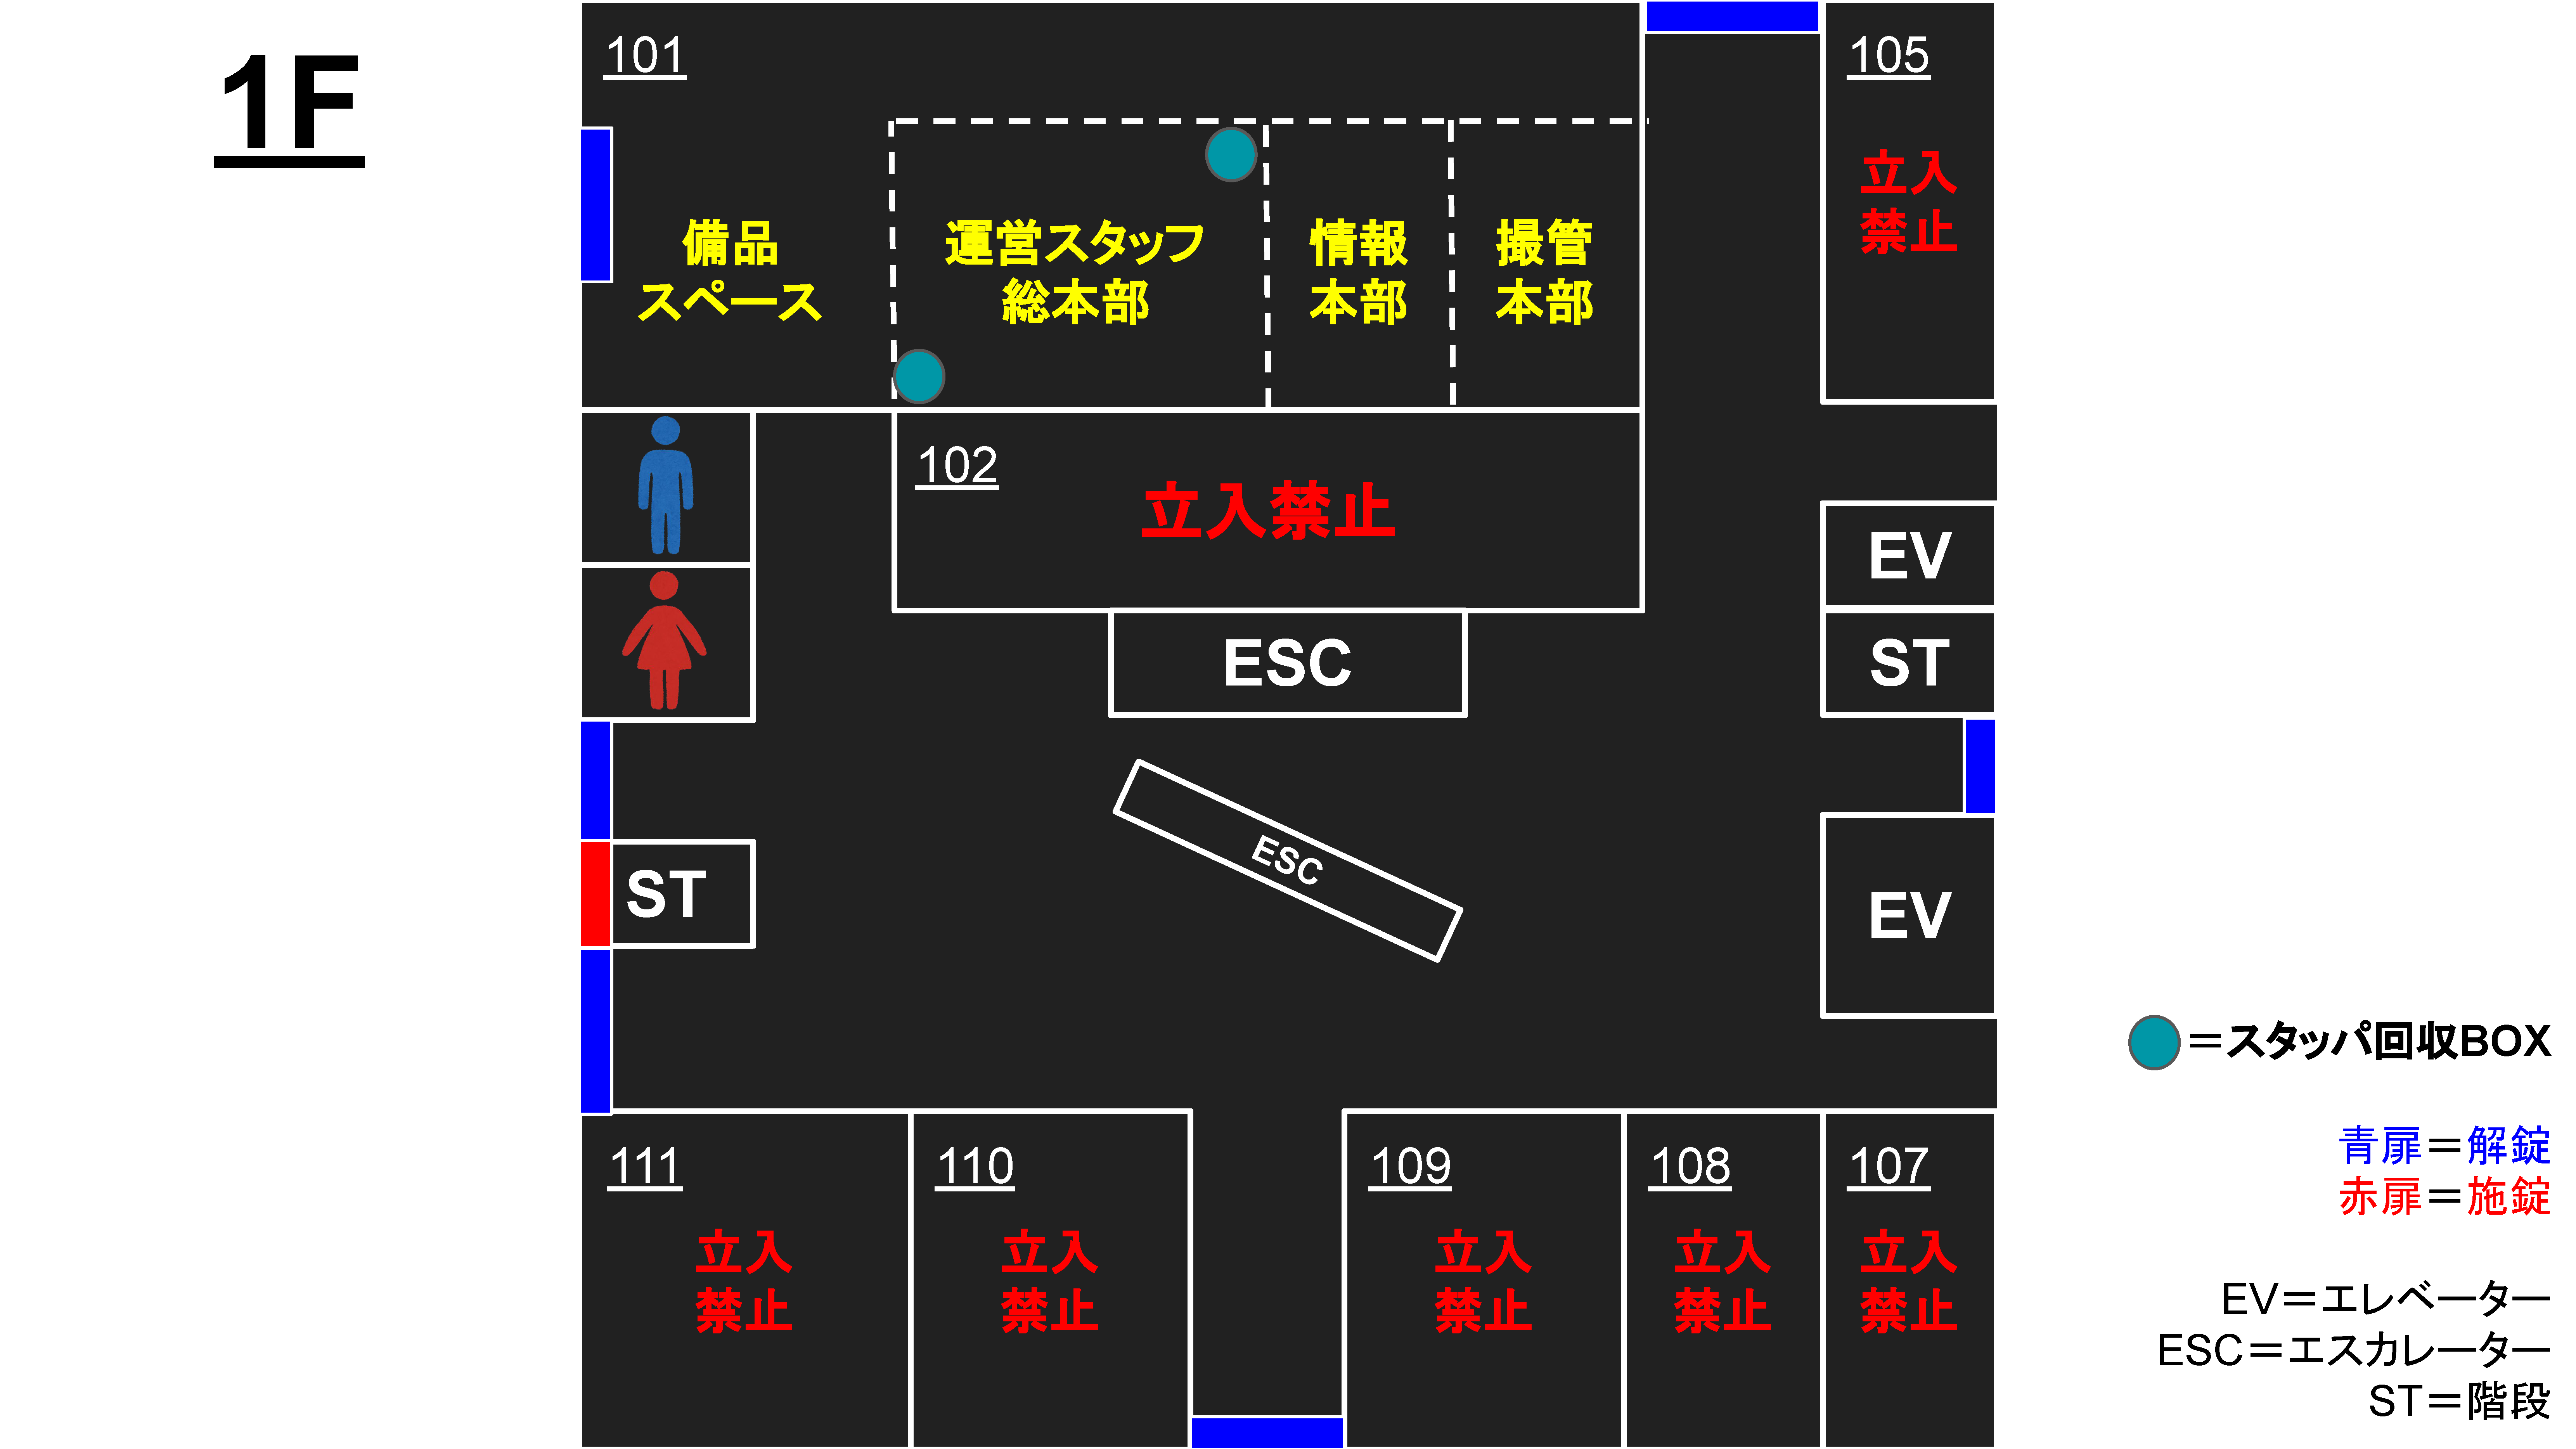 1F
101
105
立入
禁止
備品
スペース
運営スタッフ
総本部
情報
本部
撮管
本部
102
立入禁止
EV
ESC
ST
ESC
ST
EV
＝スタッパ回収BOX
青扉＝解錠
赤扉＝施錠
EV＝エレベーター
ESC＝エスカレーター
ST＝階段
111
立入
禁止
110
立入
禁止
109
立入
禁止
108
立入
禁止
107
立入
禁止